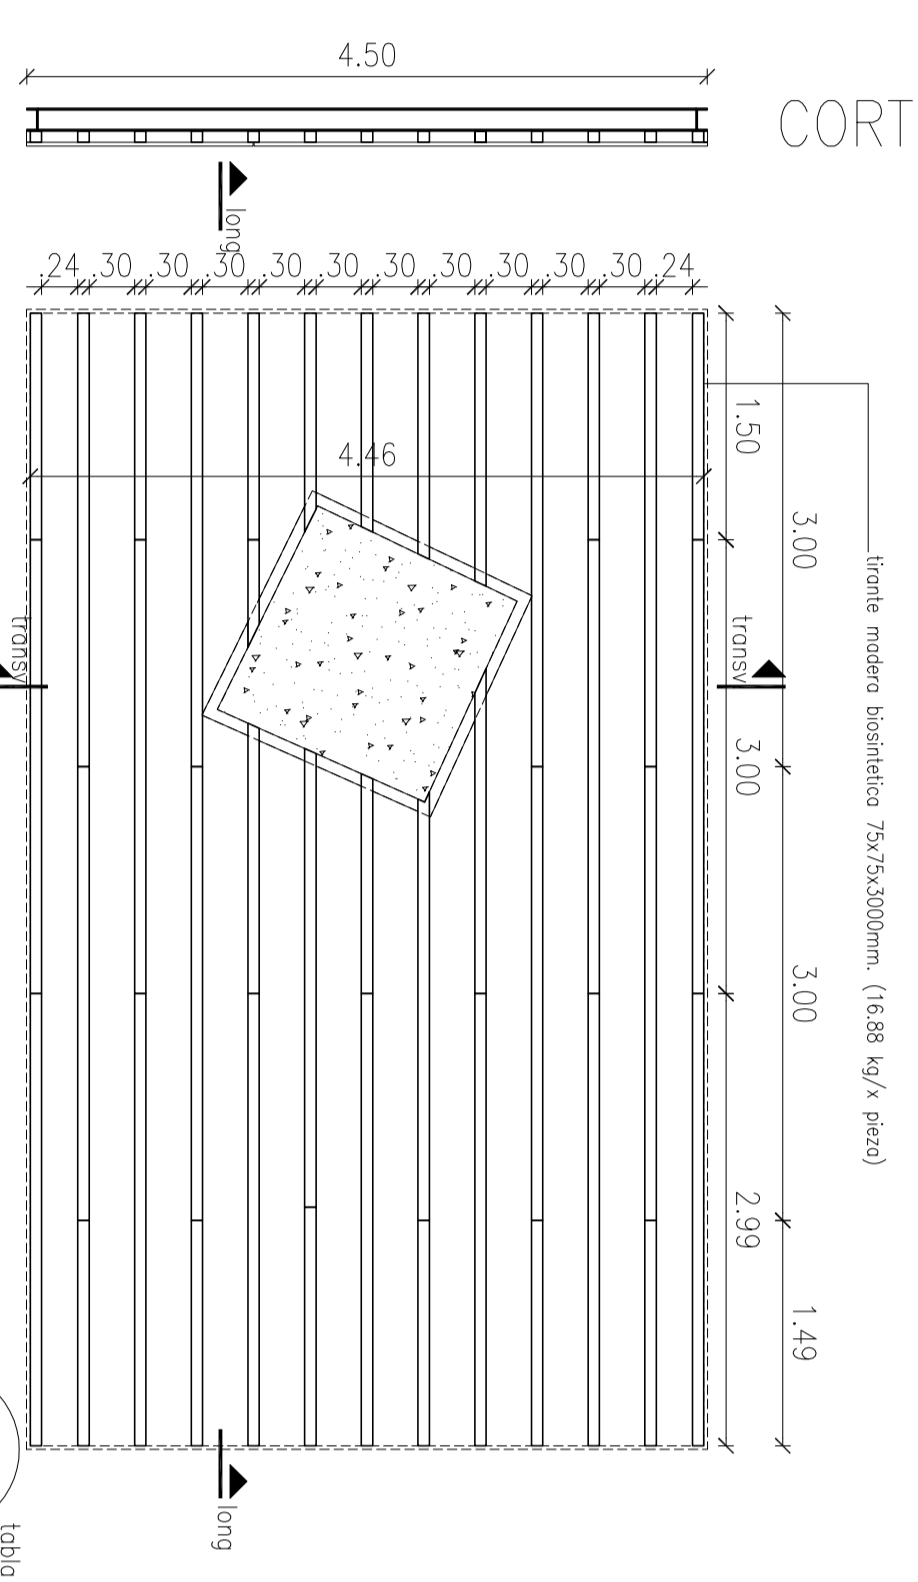 4.50
CORT
long
.24 .30 .30 .30 .30 .30 .30 .30 .30 .30 .30 .24
1.50
3.00
4.46
tirante madera biosintetica 75x75x3000mm. (16.88 kg/x pieza)
transv
transv
3.00
3.00
2.99
1.49
long
tabla